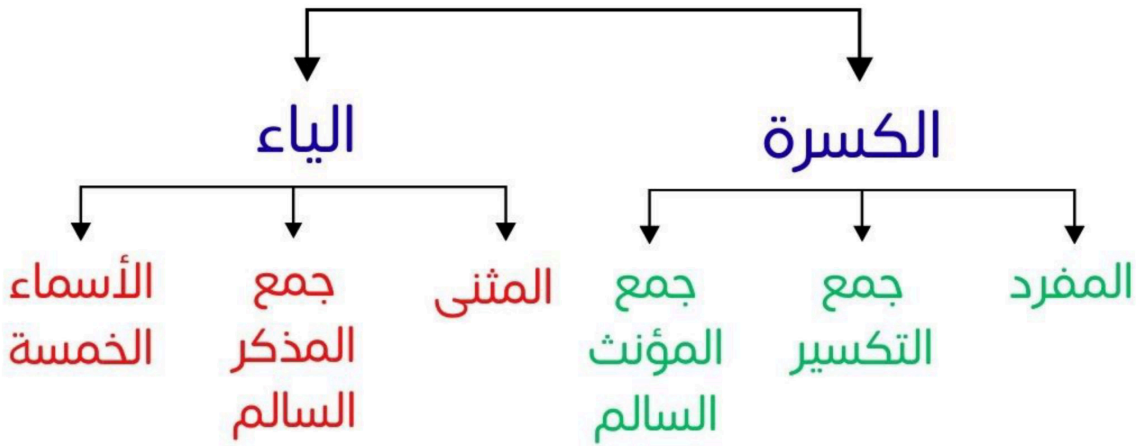 الكسرة
الياء
المفرد
جمع
التكسير
جمع
المؤنث
السالم
المثنى
جمع
المذكر
السالم
الأسماء
الخمسة